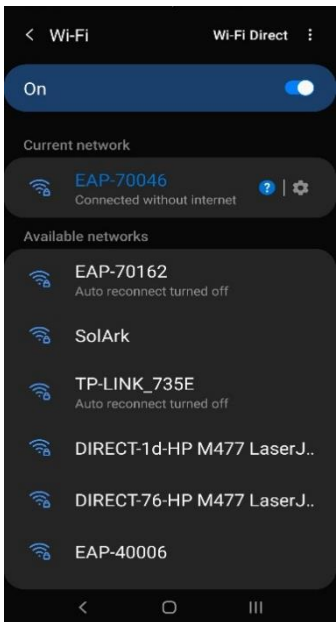 Wi-Fi Wi-Fi Direct
On
Current network
EAP-70046
Connected without internet
Available networks
EAP-70162
Auto reconnect turned off
SolArk
TP-LINK_735E
Auto reconnect turned off
DIRECT-1d-HP M477 LaserJ..
DIRECT-76-HP M477 LaserJ..
EAP-40006